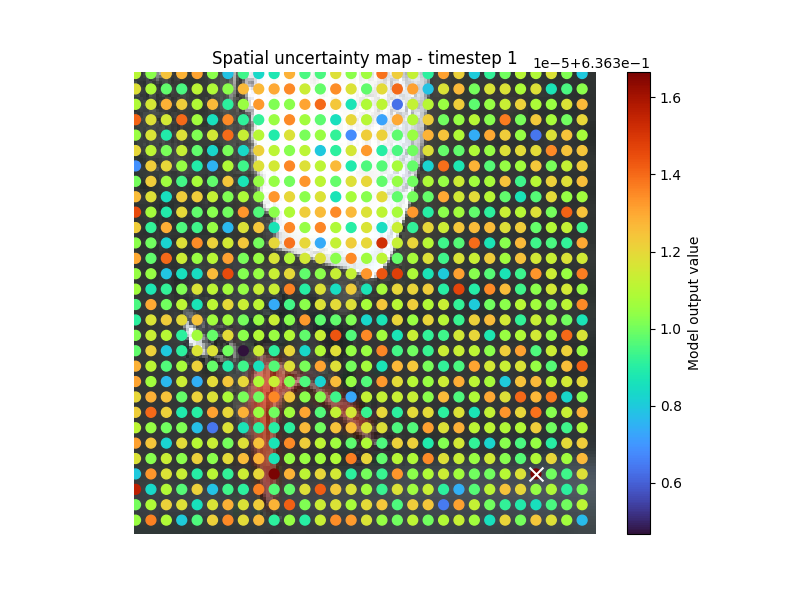 Spatial uncertainty map - timestep 1
1e-5+6.363e-1
1.6
1.4
1.2
1.0
0.8
0.6
Model output value